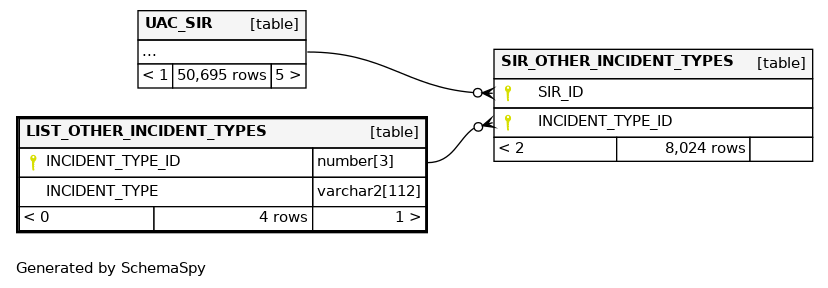 UAC_SIR [table]
...
< 1 50,695 rows 5 >
SIR_OTHER_INCIDENT_TYPES [table]
SIR_ID
INCIDENT_TYPE_ID
< 2 8,024 rows
LIST_OTHER_INCIDENT_TYPES [table]
INCIDENT_TYPE_ID number[3]
INCIDENT_TYPE varchar2[112]
< 0 4 rows 1 >
Generated by SchemaSpy